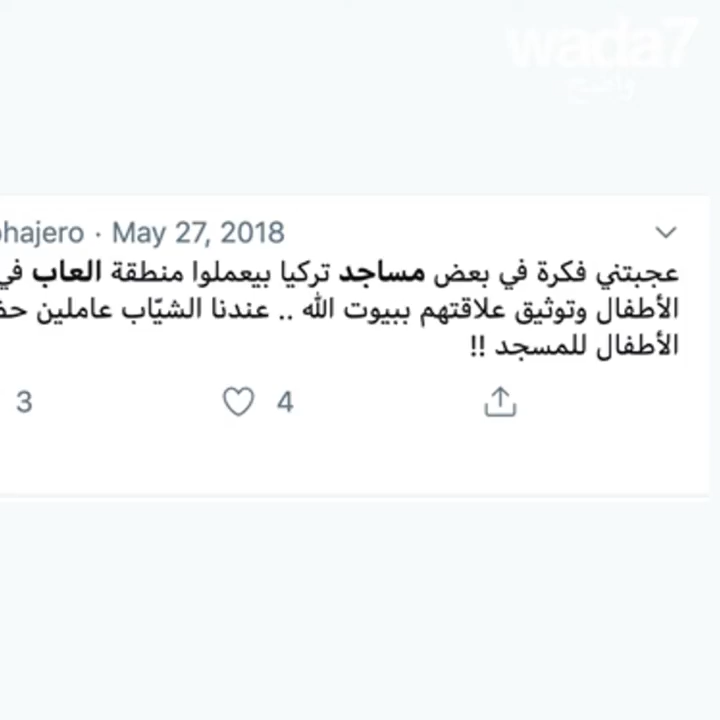 wada7
واضح
hajero · May 27, 2018
عجبتني فكرة في بعض مساجد تركيا بيعملوا منطقة العاب في
الأطفال وتوثيق علاقتهم ببيوت الله .. عندنا الشيّاب عاملين
الأطفال للمسجد !!
3
4